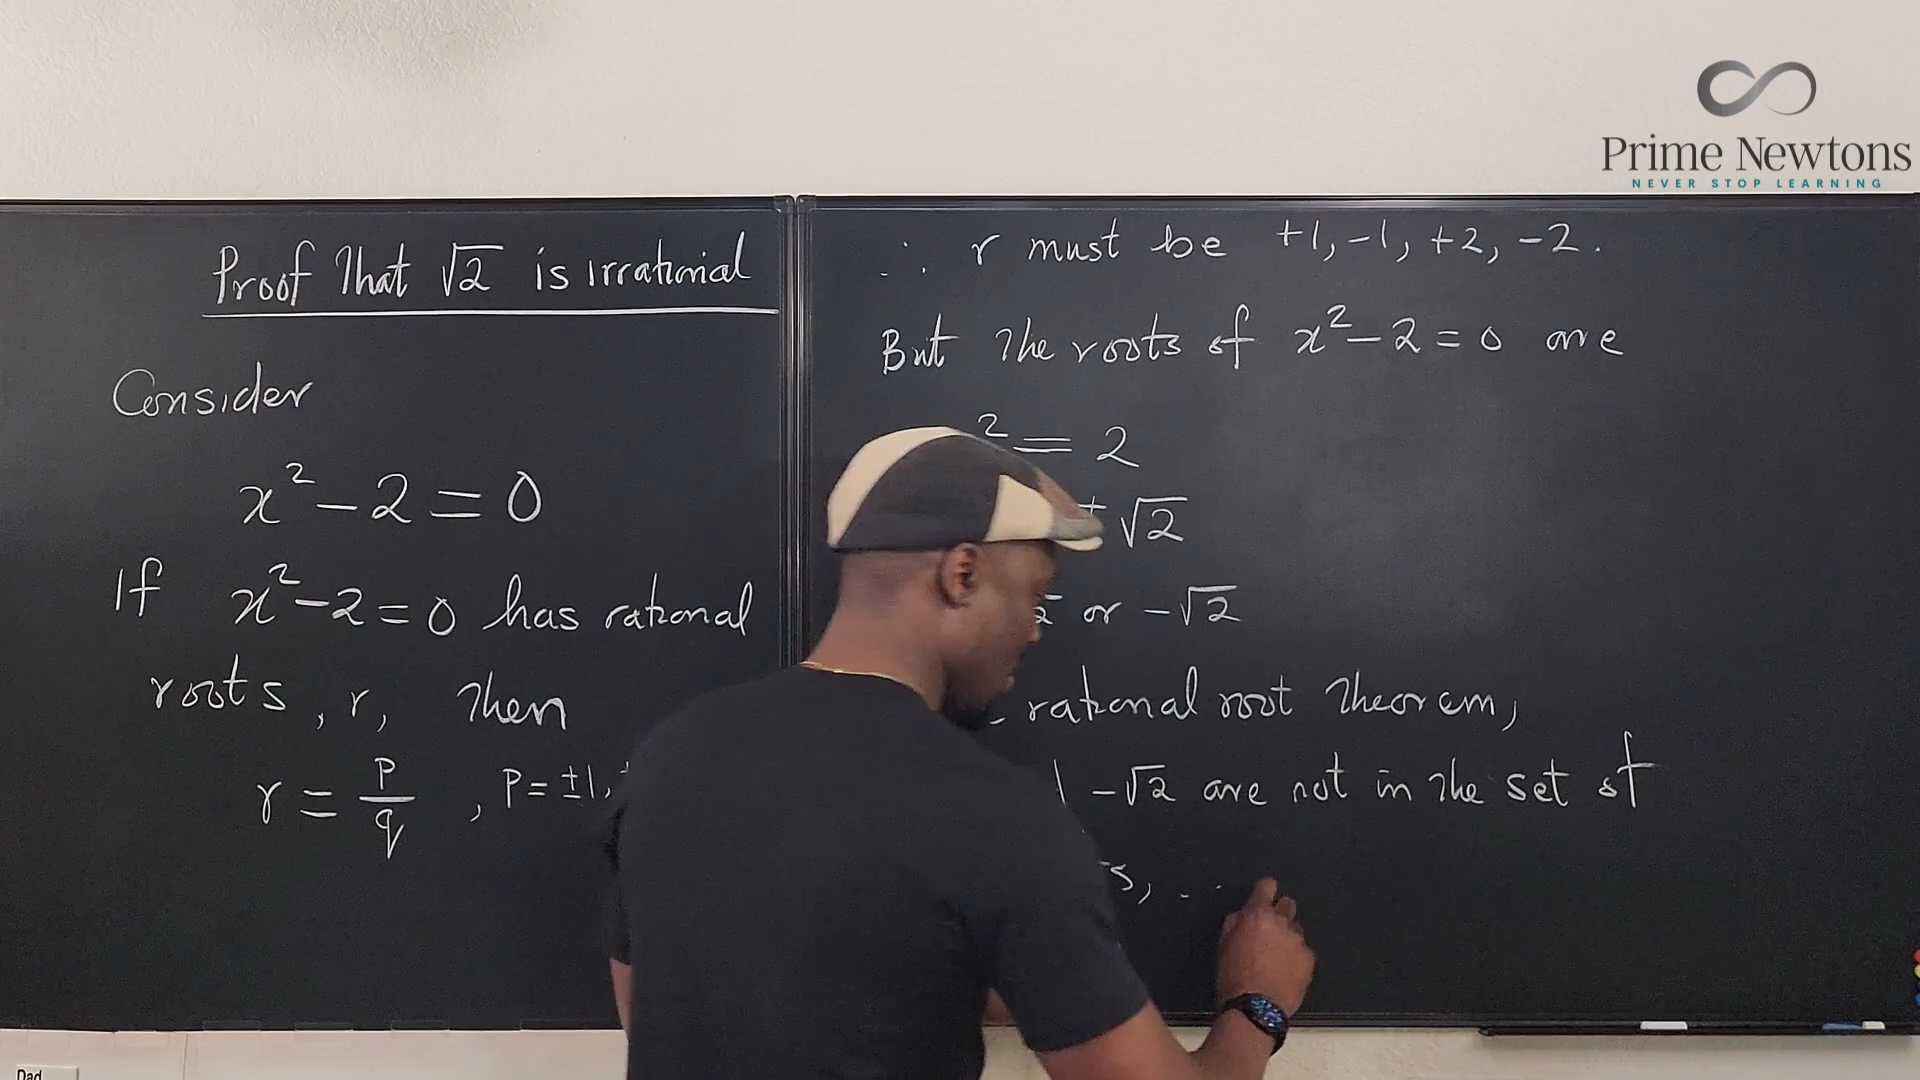 Prime Newtons
NEVER STOP LEARNING
Proof That √2 is irrational
Consider
x² - 2 = 0
If x² - 2 = 0 has rational
roots, r, Then
r = p/q , P = ±1,
∴ r must be +1, -1, +2, -2.
But The roots of x² - 2 = 0 are
² = 2
√2
or -√2
rational root Theorem,
-√2 are not in The set of
Dad